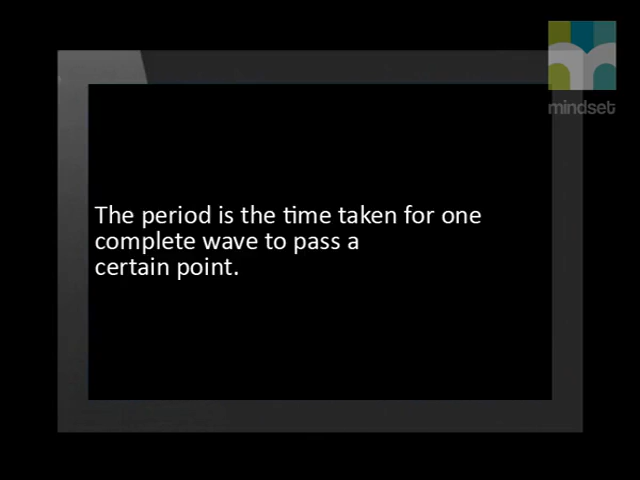 mindset
The period is the time taken for one
complete wave to pass a
certain point.